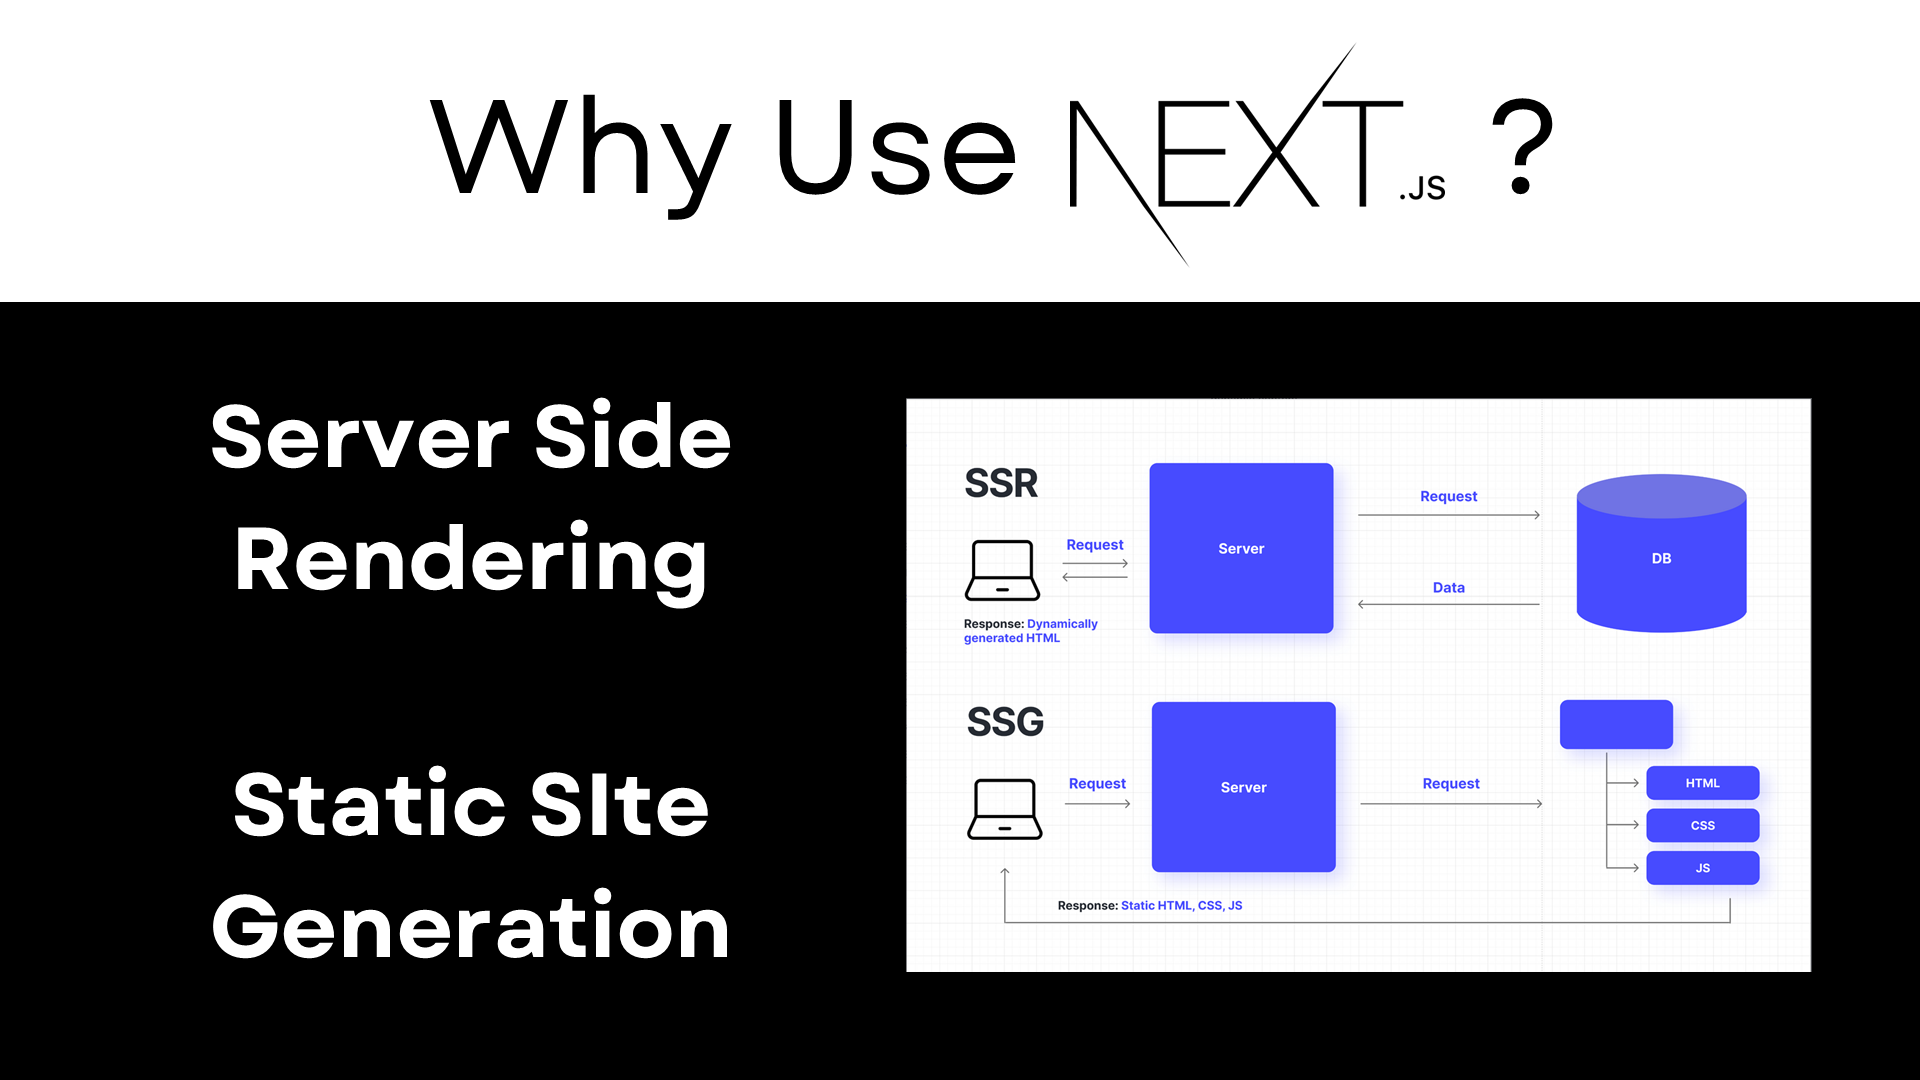 Why Use NEXT.JS ?
Server Side
Rendering
Static SIte
Generation
SSR
Request
Response: Dynamically
generated HTML
Server
Request
Data
DB
SSG
Request
Server
Request
HTML
CSS
JS
Response: Static HTML, CSS, JS